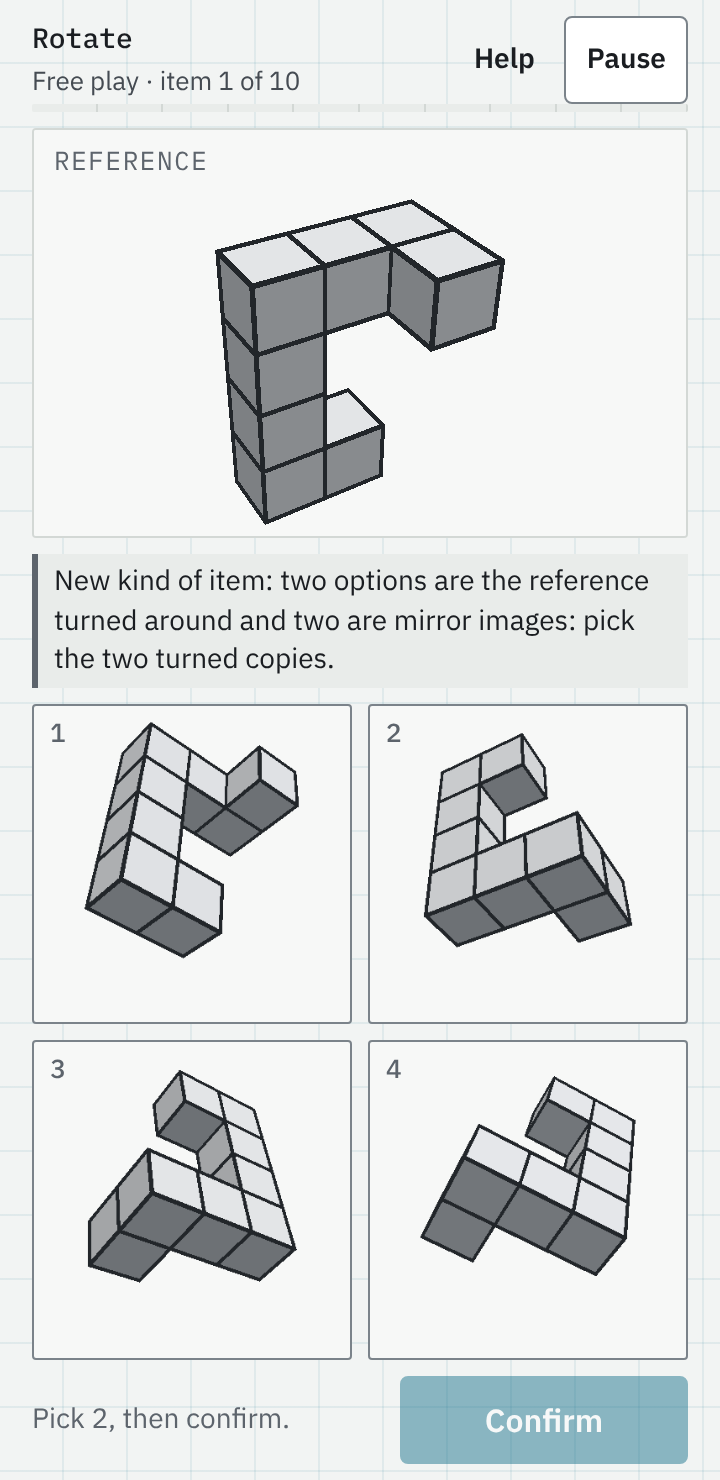 Rotate
Free play · item 1 of 10
Help
Pause
REFERENCE
New kind of item: two options are the reference
turned around and two are mirror images: pick
the two turned copies.
1
2
3
4
Pick 2, then confirm.
Confirm